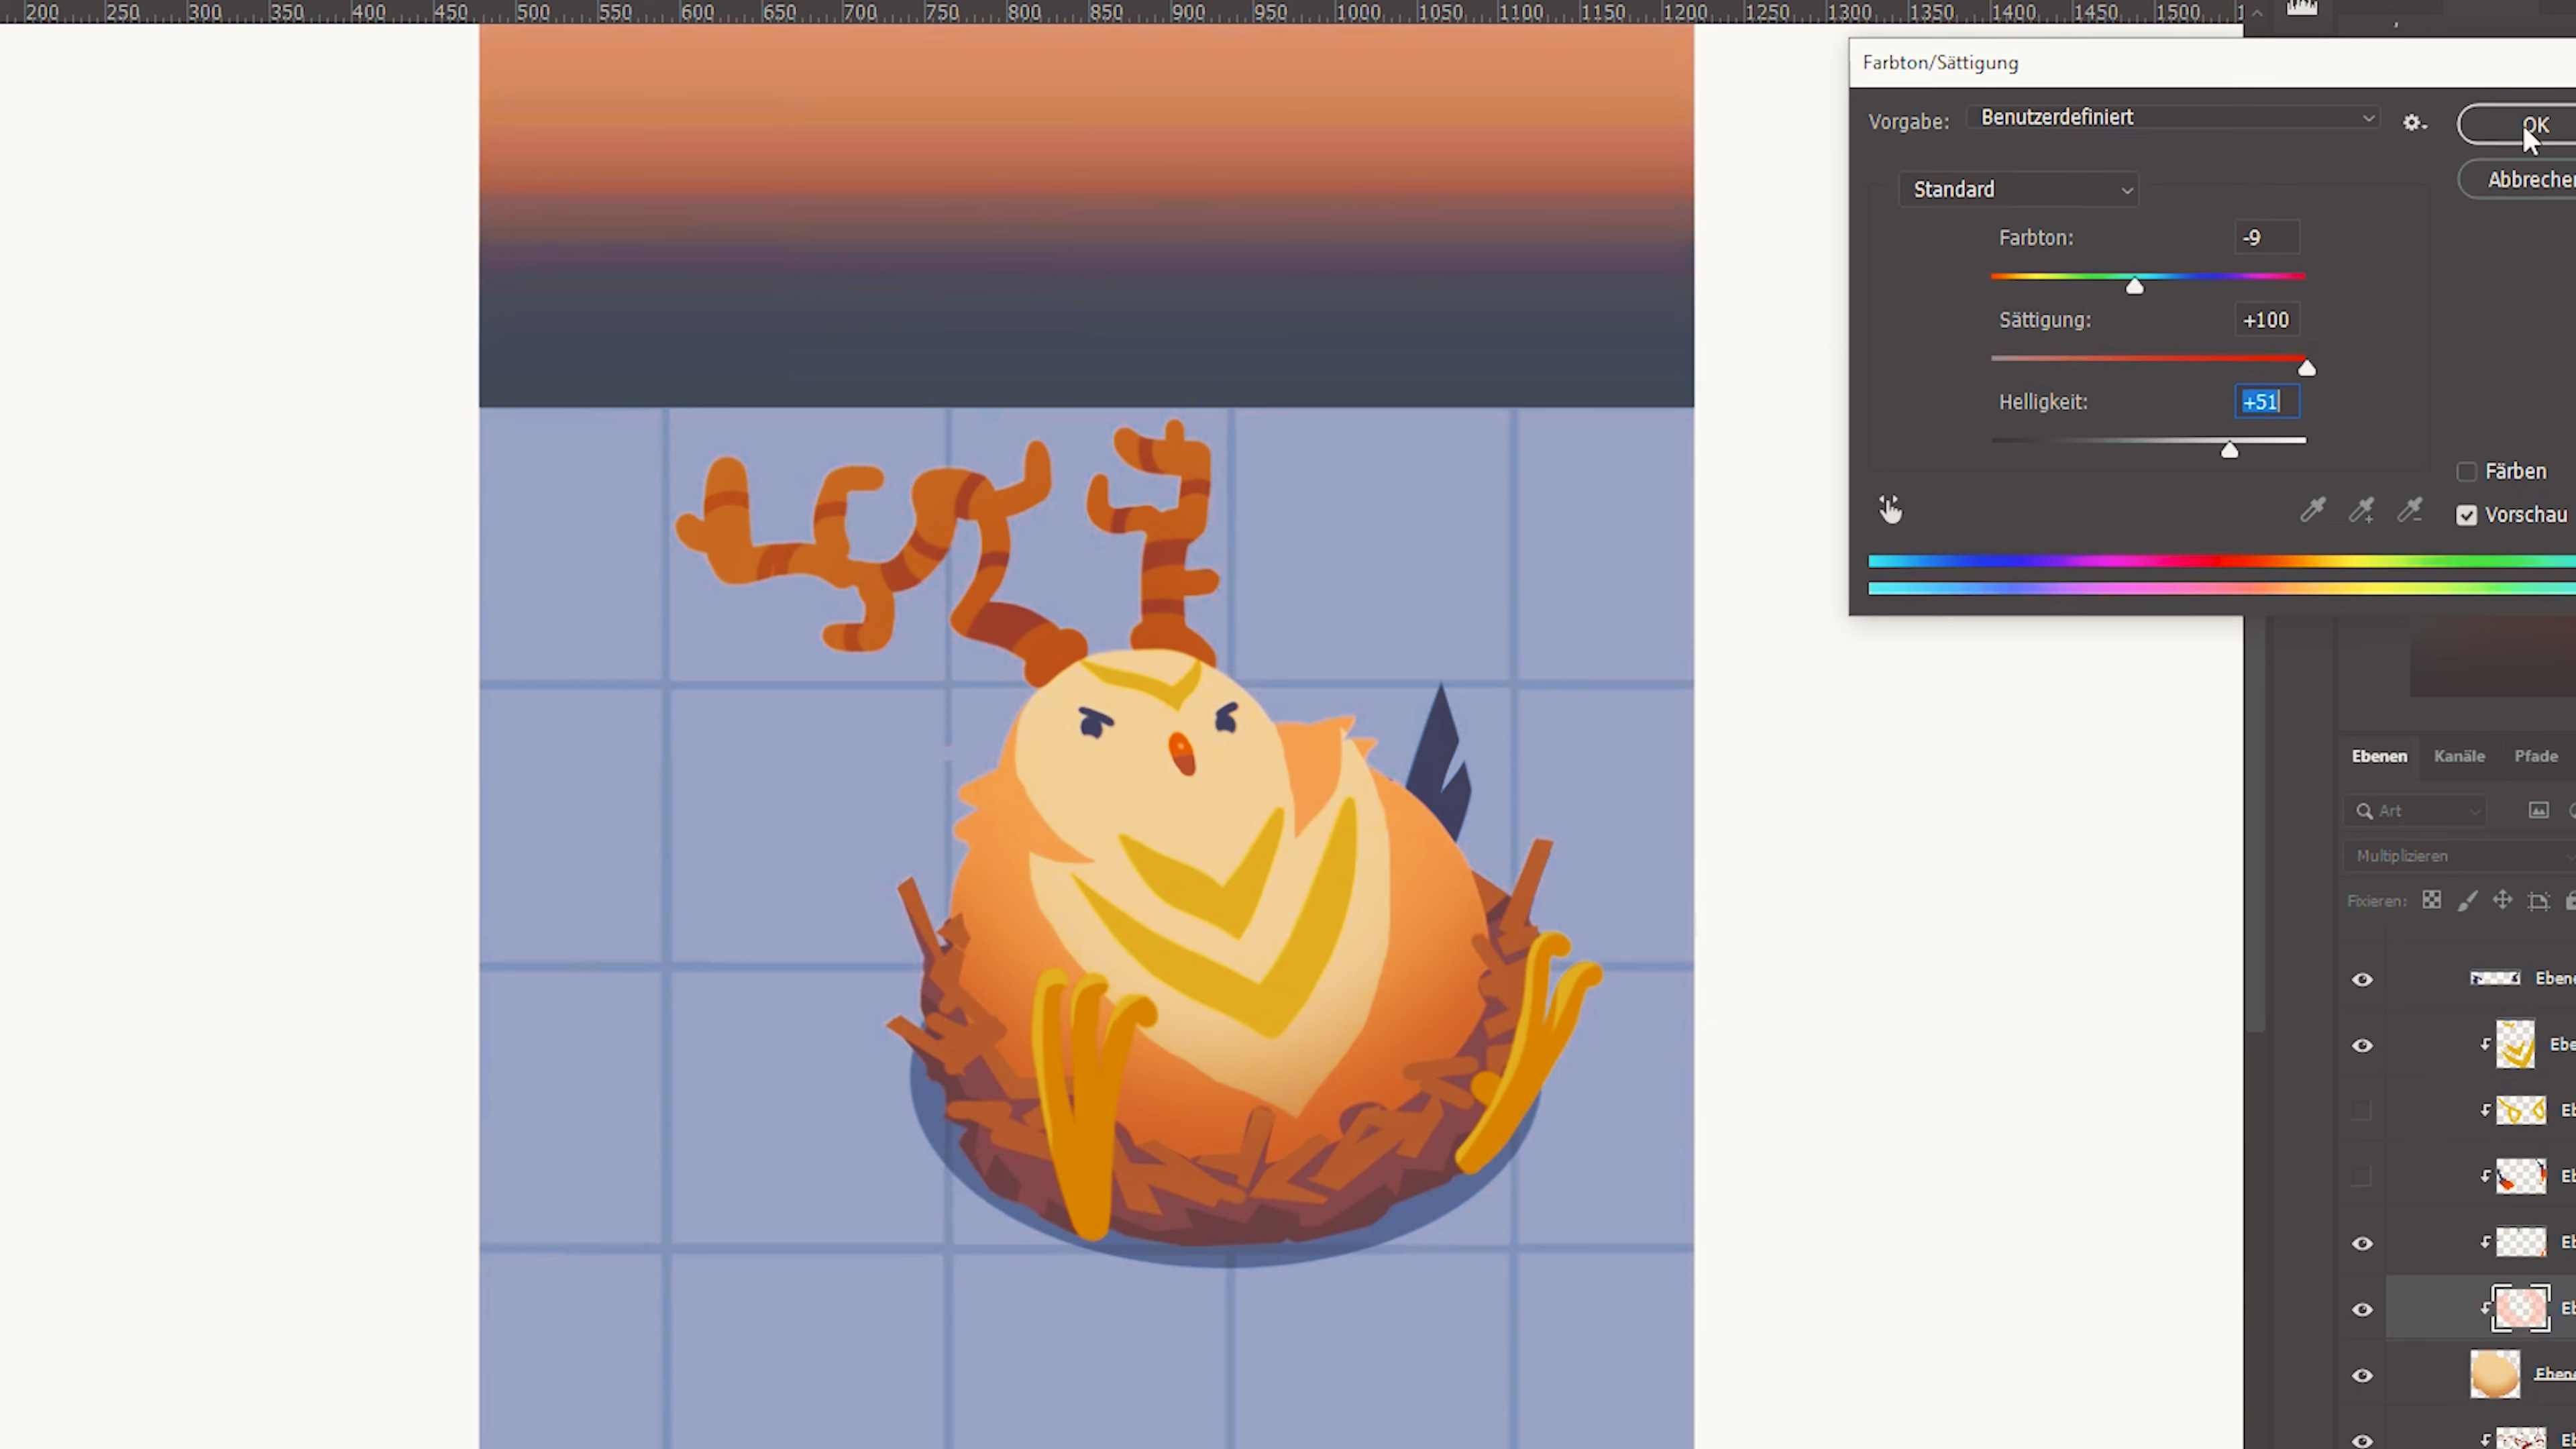 200 250 300 350 400 450 500 550 600 650 700 750 800 850 900 950 1000 1050 1100 1150 1200 1250 1300 1350 1400 1450 1500
Farbton/Sättigung
Vorgabe: Benutzerdefiniert
OK
Abbrechen
Standard
Farbton: -9
Sättigung: +100
Helligkeit: +51
Färben
Vorschau
Ebenen Kanäle Pfade
Art
Multiplizieren
Fixieren: